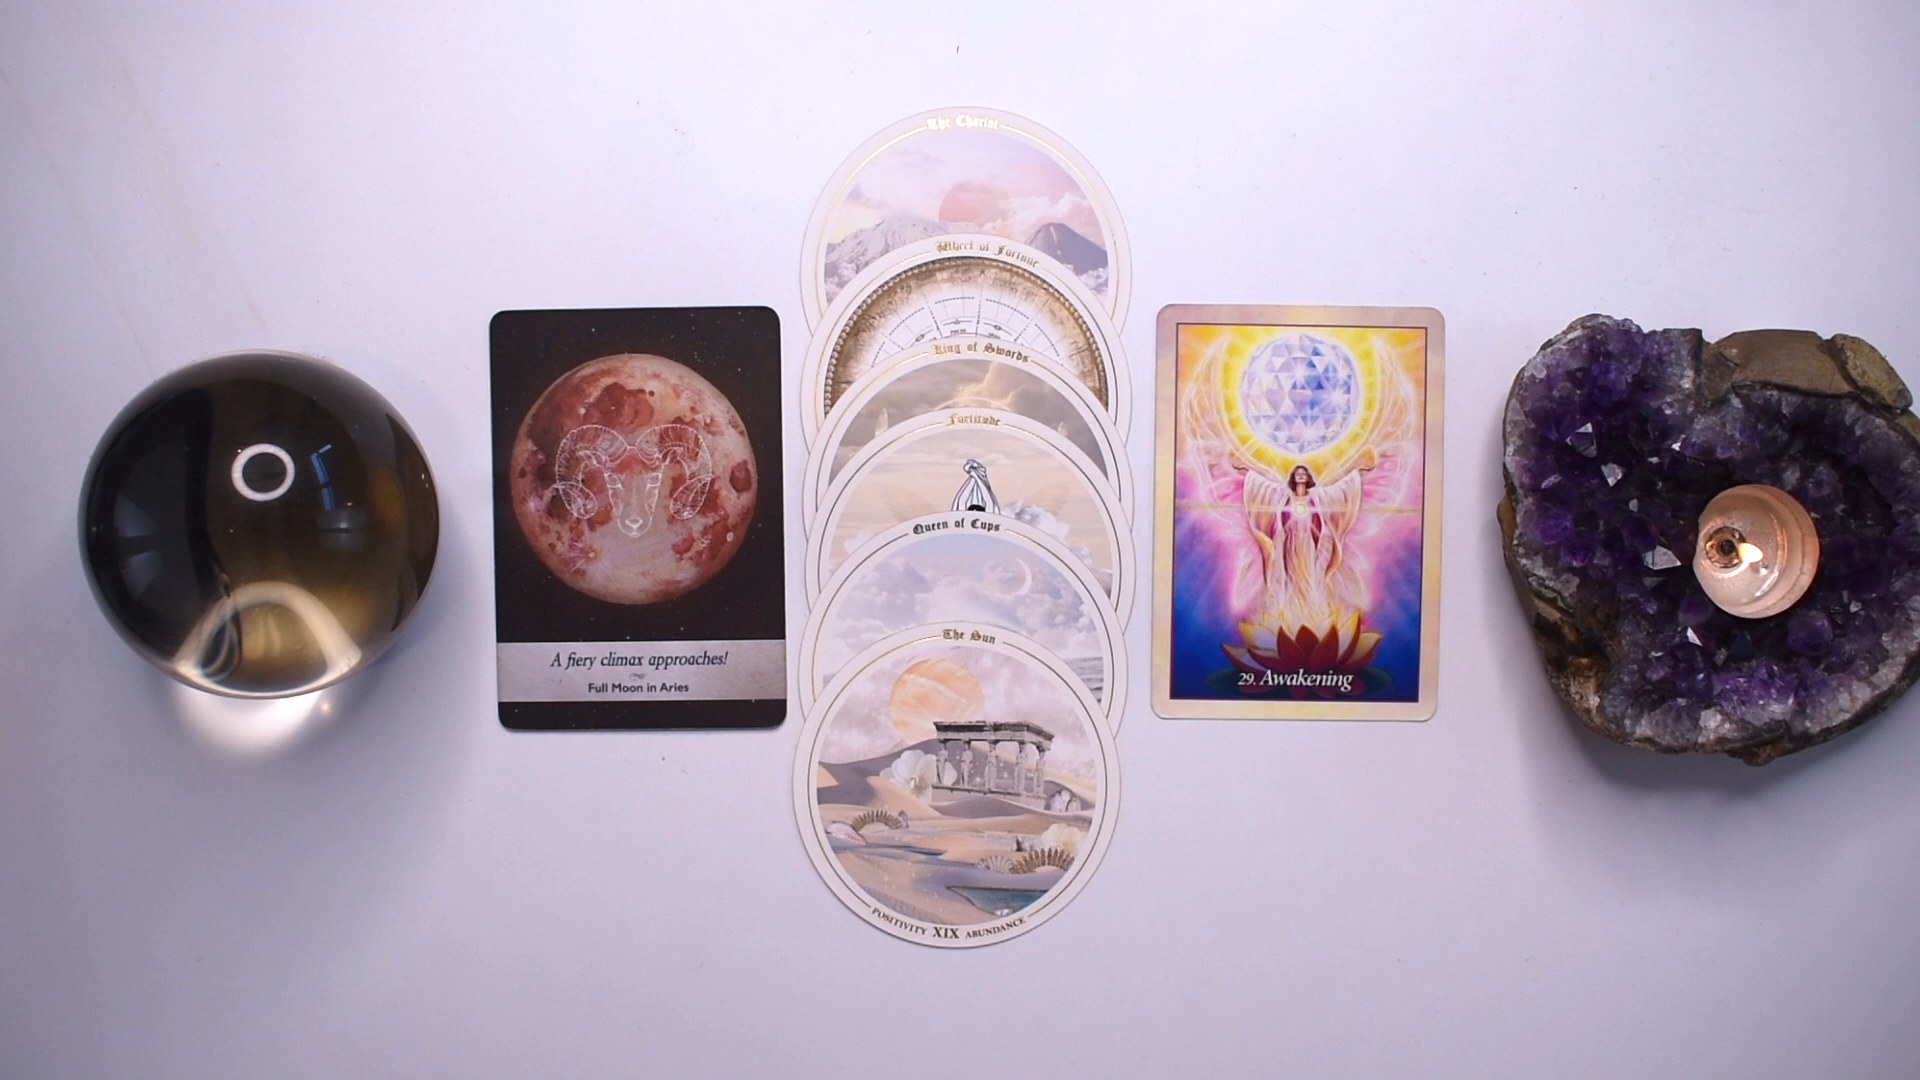 The Chariot
Wheel of Fortune
King of Swords
Fortitude
Queen of Cups
The Sun
POSITIVITY XIX ABUNDANCE
A fiery climax approaches!
Full Moon in Aries
29. Awakening